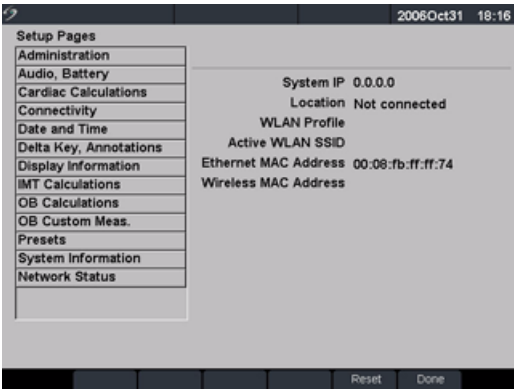 2006Oct31 18:16
Setup Pages
Administration
Audio, Battery
Cardiac Calculations
Connectivity
Date and Time
Delta Key, Annotations
Display Information
IMT Calculations
OB Calculations
OB Custom Meas.
Presets
System Information
Network Status
System IP 0.0.0.0
Location Not connected
WLAN Profile
Active WLAN SSID
Ethernet MAC Address 00:08:fb:ff:ff:74
Wireless MAC Address
Reset Done